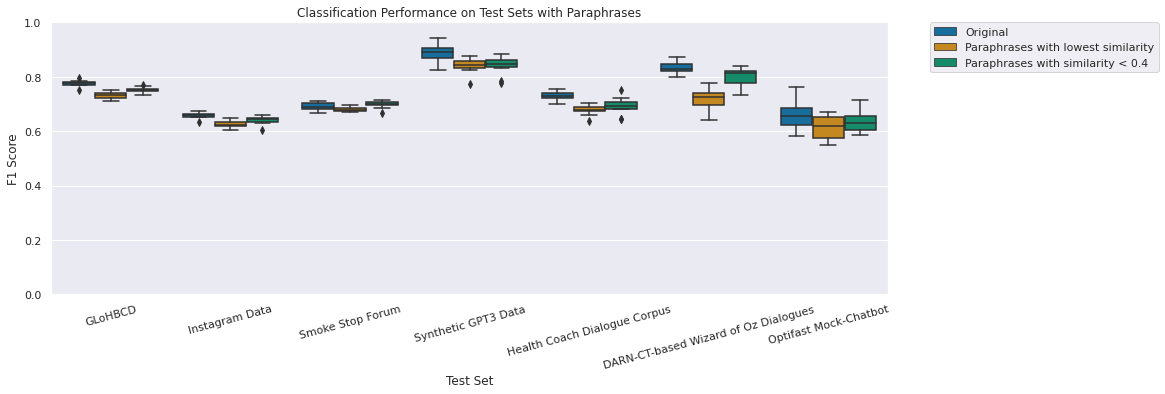 Classification Performance on Test Sets with Paraphrases
Original
Paraphrases with lowest similarity
Paraphrases with similarity < 0.4
F1 Score
1.0
0.8
0.6
0.4
0.2
0.0
GLoHBCD
Instagram Data
Smoke Stop Forum
Synthetic GPT3 Data
Health Coach Dialogue Corpus
DARN-CT-based Wizard of Oz Dialogues
Optifast Mock-Chatbot
Test Set